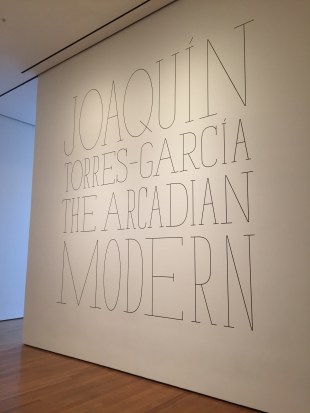 JOAQUÍN
TORRES-GARCÍA
THE ARCADIAN
MODERN